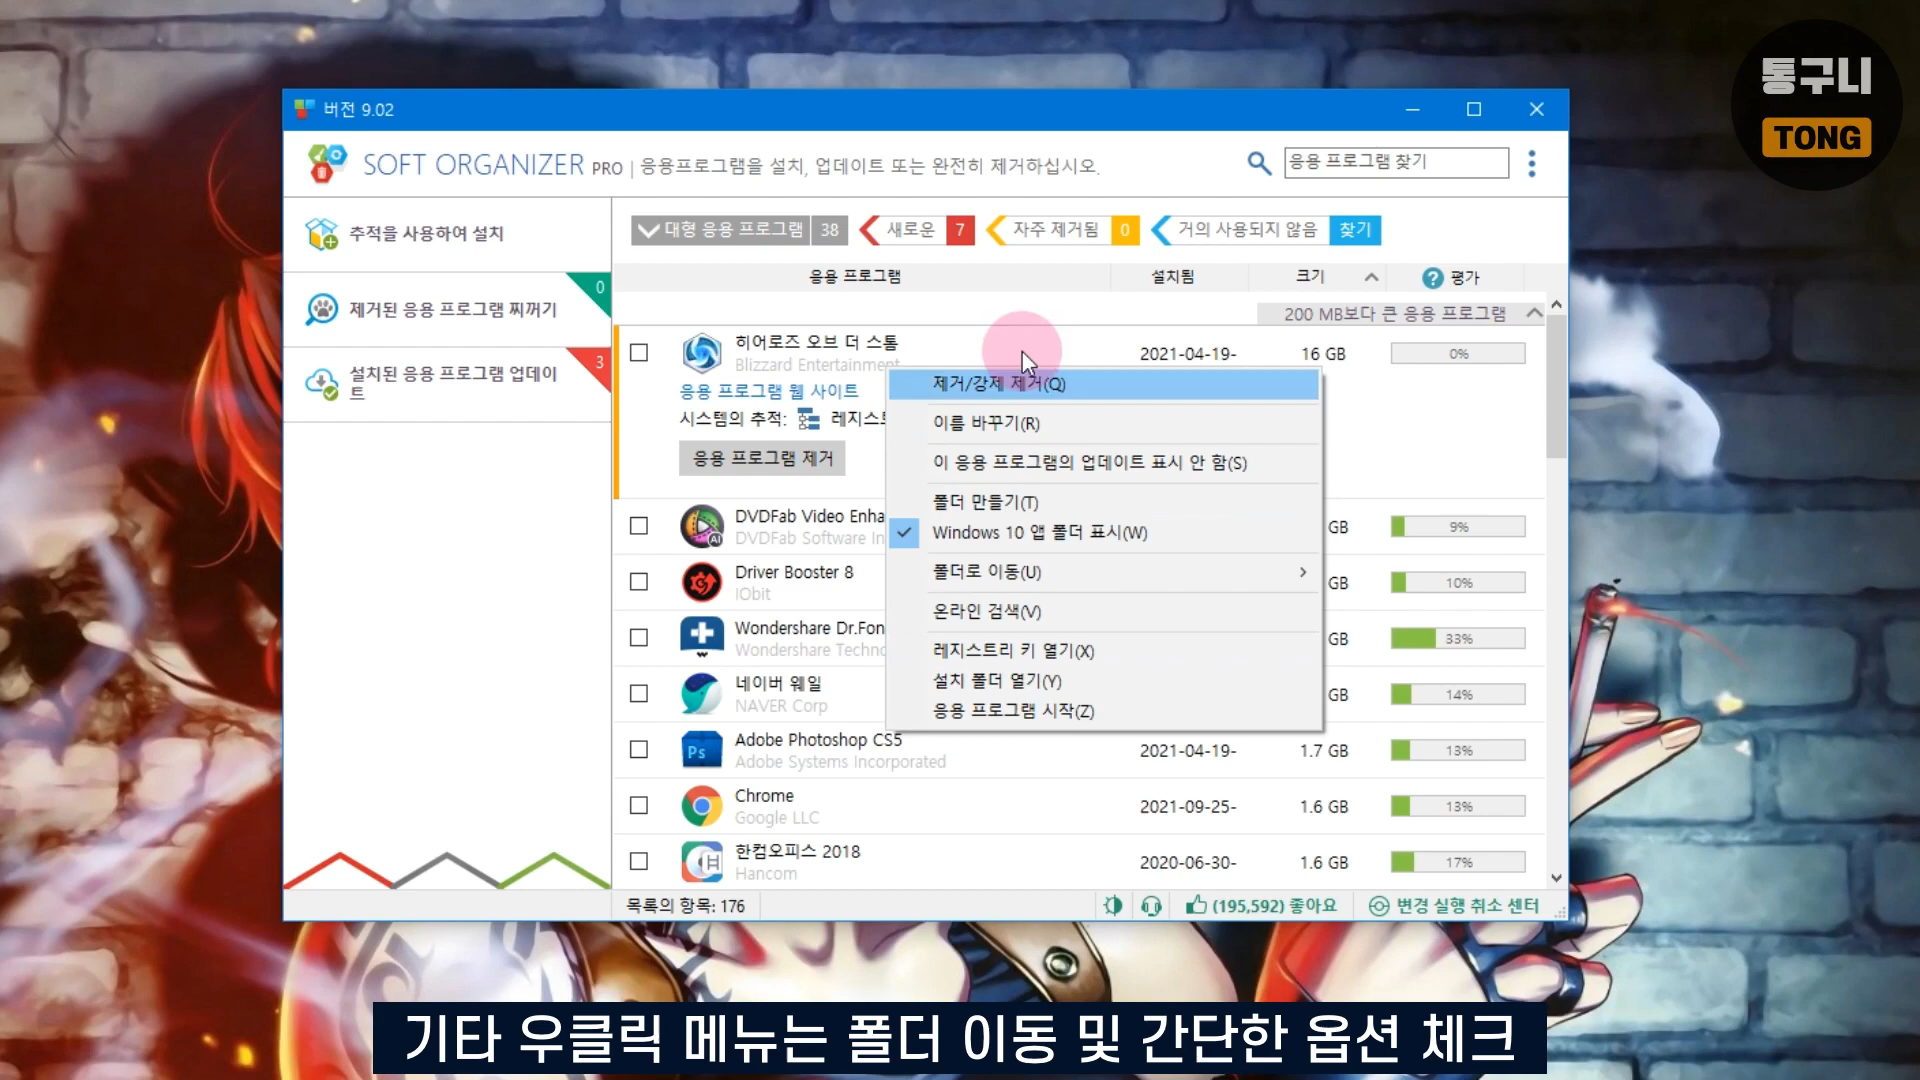 통구니
TONG
버전 9.02
SOFT ORGANIZER PRO | 응용프로그램을 설치, 업데이트 또는 완전히 제거하십시오.
응용 프로그램 찾기
추적을 사용하여 설치
제거된 응용 프로그램 찌꺼기
0
설치된 응용 프로그램 업데이
트
3
대형 응용 프로그램 38
새로운 7
자주 제거됨 0
거의 사용되지 않음 찾기
응용 프로그램 설치됨 크기 ? 평가
200 MB보다 큰 응용 프로그램
히어로즈 오브 더 스톰
Blizzard Entertainment
2021-04-19- 16 GB 0%
응용 프로그램 웹 사이트
시스템의 추적: 레지스트
응용 프로그램 제거
제거/강제 제거(Q)
이름 바꾸기(R)
이 응용 프로그램의 업데이트 표시 안 함(S)
폴더 만들기(T)
Windows 10 앱 폴더 표시(W)
폴더로 이동(U)
온라인 검색(V)
레지스트리 키 열기(X)
설치 폴더 열기(Y)
응용 프로그램 시작(Z)
AI
DVDFab Video Enha
DVDFab Software In
GB 9%
Driver Booster 8
IObit
GB 10%
Wondershare Dr.Fon
Wondershare Techno
GB 33%
네이버 웨일
NAVER Corp
GB 14%
Ps
Adobe Photoshop CS5
Adobe Systems Incorporated
2021-04-19- 1.7 GB 13%
Chrome
Google LLC
2021-09-25- 1.6 GB 13%
한컴오피스 2018
Hancom
2020-06-30- 1.6 GB 17%
목록의 항목: 176
(195,592) 좋아요
변경 실행 취소 센터
기타 우클릭 메뉴는 폴더 이동 및 간단한 옵션 체크